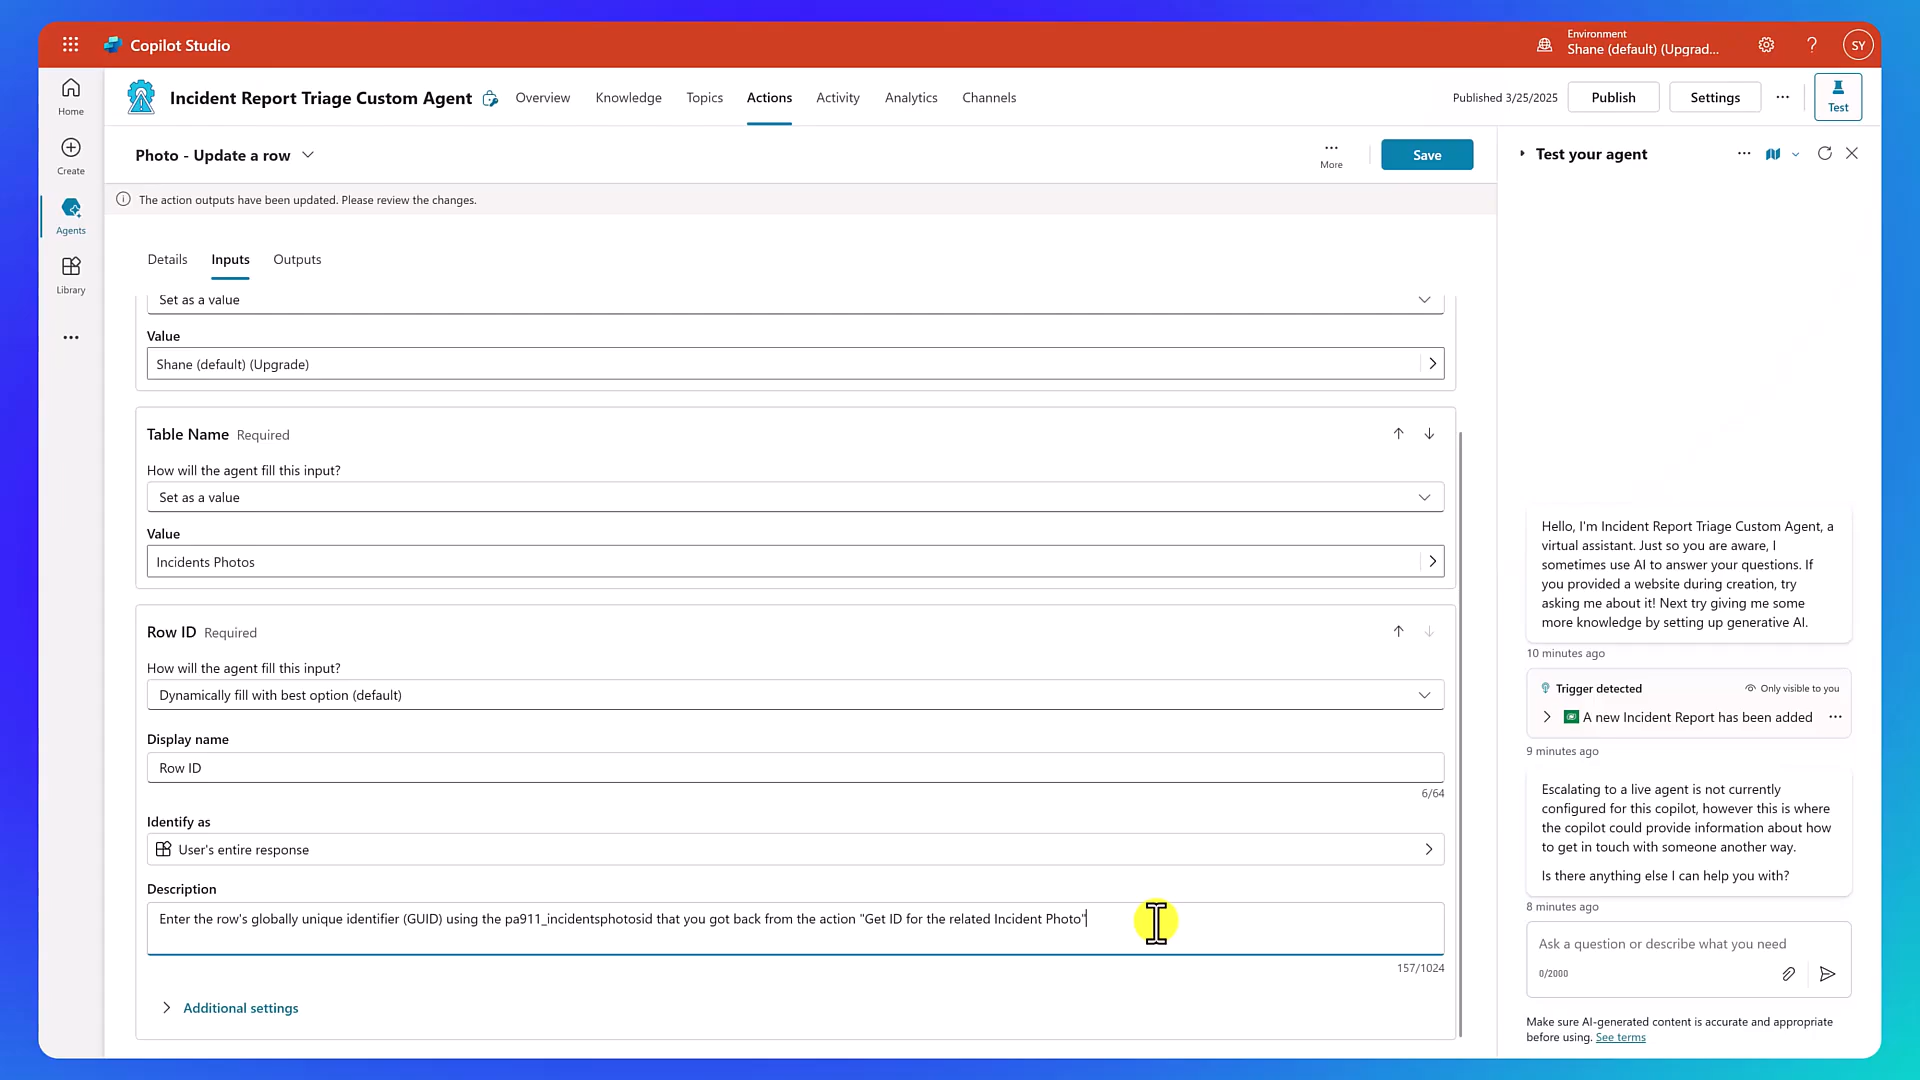 Copilot Studio
Environment
Shane (default) (Upgrad...
SY
Home
Create
Agents
Library
Incident Report Triage Custom Agent
Overview
Knowledge
Topics
Actions
Activity
Analytics
Channels
Published 3/25/2025
Publish
Settings
Test
Photo - Update a row
More
Save
The action outputs have been updated. Please review the changes.
Details
Inputs
Outputs
Set as a value
Value
Shane (default) (Upgrade)
Table Name Required
How will the agent fill this input?
Set as a value
Value
Incidents Photos
Row ID Required
How will the agent fill this input?
Dynamically fill with best option (default)
Display name
Row ID
6/64
Identify as
User's entire response
Description
Enter the row's globally unique identifier (GUID) using the pa911_incidentsphotosid that you got back from the action "Get ID for the related Incident Photo"
157/1024
Additional settings
Test your agent
Hello, I'm Incident Report Triage Custom Agent, a
virtual assistant. Just so you are aware, I
sometimes use AI to answer your questions. If
you provided a website during creation, try
asking me about it! Next try giving me some
more knowledge by setting up generative AI.
10 minutes ago
Trigger detected
Only visible to you
A new Incident Report has been added
9 minutes ago
Escalating to a live agent is not currently
configured for this copilot, however this is where
the copilot could provide information about how
to get in touch with someone another way.
Is there anything else I can help you with?
8 minutes ago
Ask a question or describe what you need
0/2000
Make sure AI-generated content is accurate and appropriate
before using. See terms